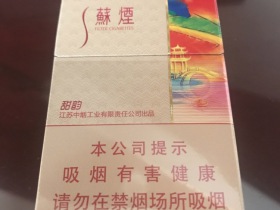 蘇煙
FILTER CIGARETTES
甜韵
江苏中烟工业有限责任公司出品
本公司提示
吸烟有害健康
请勿在禁烟场所吸烟